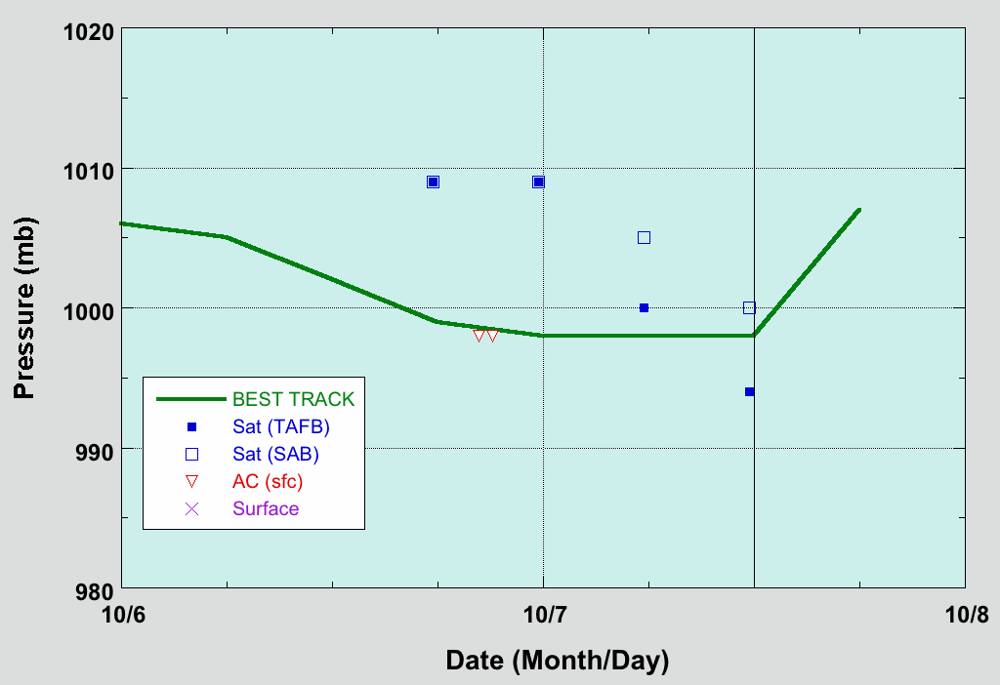 1020
1010
1000
990
980
Pressure (mb)
BEST TRACK
Sat (TAFB)
Sat (SAB)
AC (sfc)
Surface
10/6 10/7 10/8
Date (Month/Day)